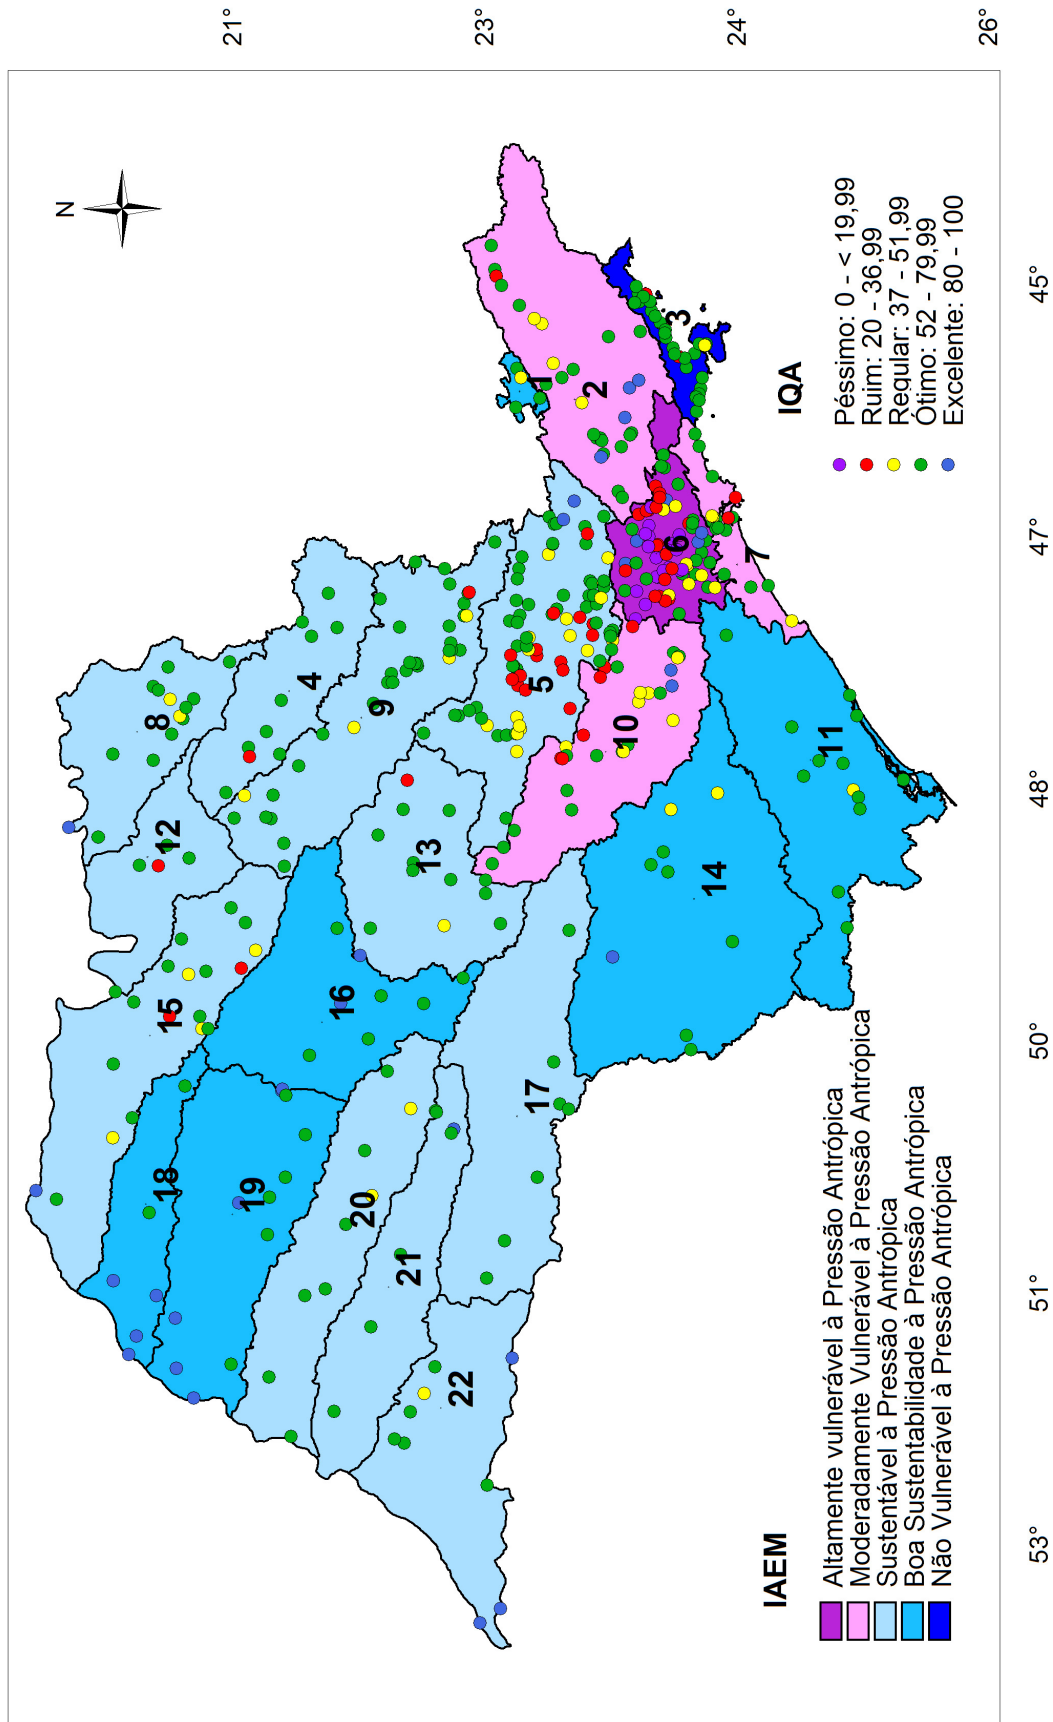 21°
23°
24°
26°
N
45°
47°
48°
50°
51°
53°
1
2
3
4
5
6
7
8
9
10
11
12
13
14
15
16
17
18
19
20
21
22
IAEM
Altamente vulnerável à Pressão Antrópica
Moderadamente Vulnerável à Pressão Antrópica
Sustentável à Pressão Antrópica
Boa Sustentabilidade à Pressão Antrópica
Não Vulnerável à Pressão Antrópica
IQA
Péssimo: 0 - < 19,99
Ruim: 20 - 36,99
Regular: 37 - 51,99
Ótimo: 52 - 79,99
Excelente: 80 - 100